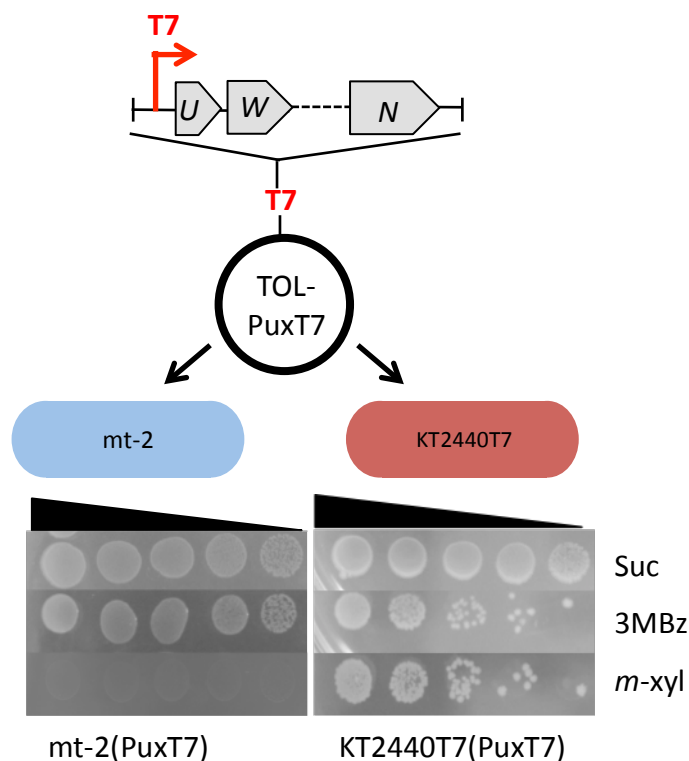 T7
U W N
T7
TOL-
PuxT7
mt-2 KT2440T7
Suc
3MBz
m-xyl
mt-2(PuxT7) KT2440T7(PuxT7)